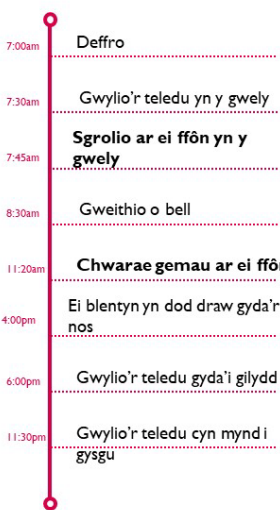 7:00am Deffro
7:30am Gwylio'r teledu yn y gwely
Sgrolio ar ei ffôn yn y
7:45am gwely
8:30am Gweithio o bell
11:20am Chwarae gemau ar ei ffôn
Ei blentyn yn dod draw gyda'r
4:00pm nos
6:00pm Gwylio'r teledu gyda'i gilydd
11:30pm Gwylio'r teledu cyn mynd i
gysgu